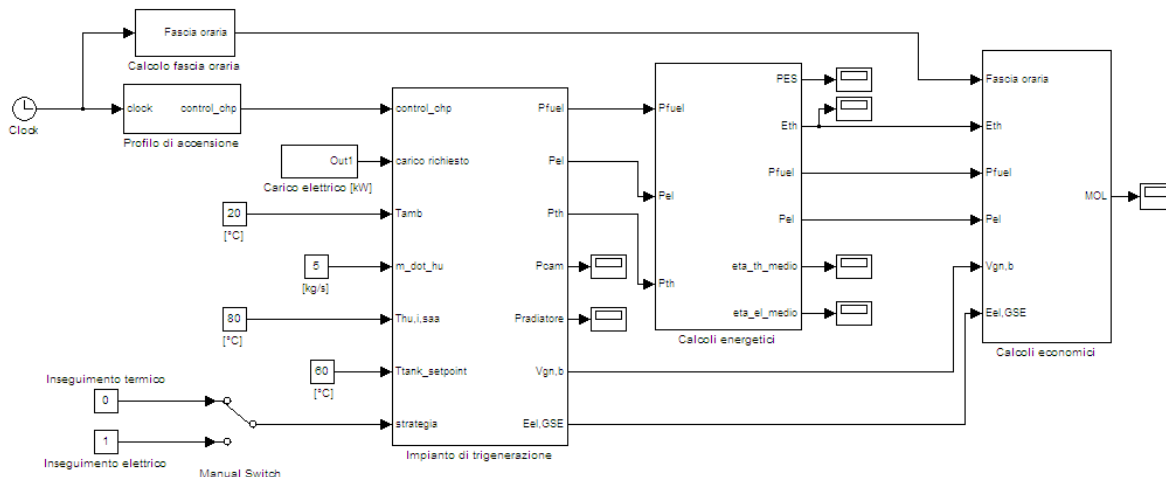 Fascia oraria
Calcolo fascia oraria
Clock
clock
control_chp
Profilo di accensione
Out1
Carico elettrico [kW]
20
[°C]
5
[kg/s]
80
[°C]
60
[°C]
Inseguimento termico
0
1
Inseguimento elettrico
Manual Switch
control_chp
carico richiesto
Tamb
m_dot_hu
Thu,i,saa
Ttank_setpoint
strategia
Pfuel
Pel
Pth
Pcam
Pradiatore
Vgn,b
Eel,GSE
Impianto di trigenerazione
Pfuel
Pel
Pth
PES
Eth
Pfuel
Pel
eta_th_medio
eta_el_medio
Calcoli energetici
Fascia oraria
Eth
Pfuel
Pel
Vgn,b
Eel,GSE
MOL
Calcoli economici